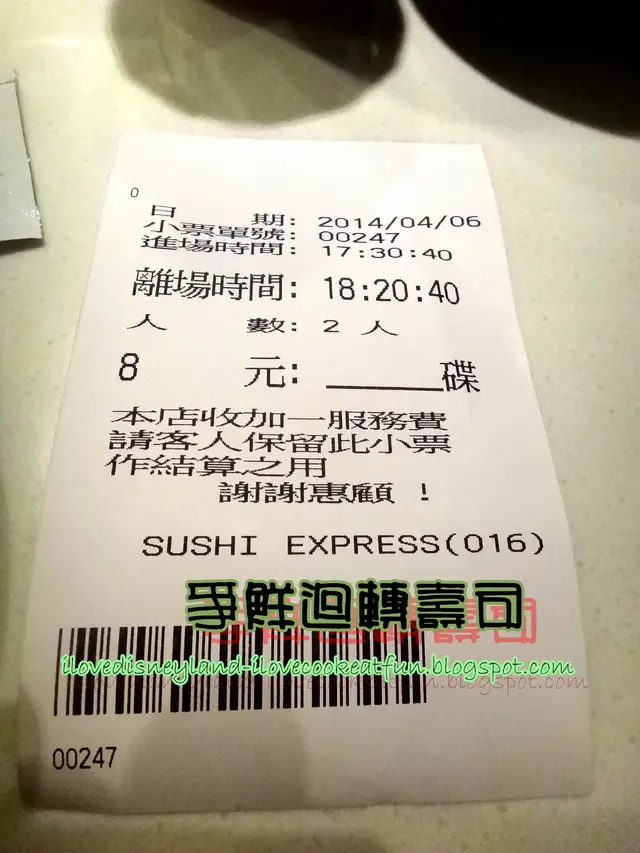 0
日　　期: 2014/04/06
小票單號: 00247
進場時間: 17:30:40
離場時間: 18:20:40
人　　數: 2 人
8　　元: ______碟
本店收加一服務費
請客人保留此小票
作結算之用
謝謝惠顧 !
SUSHI EXPRESS(016)
爭鮮迴轉壽司
ilovedisneyland-ilovecookeatfun.blogspot.com
00247